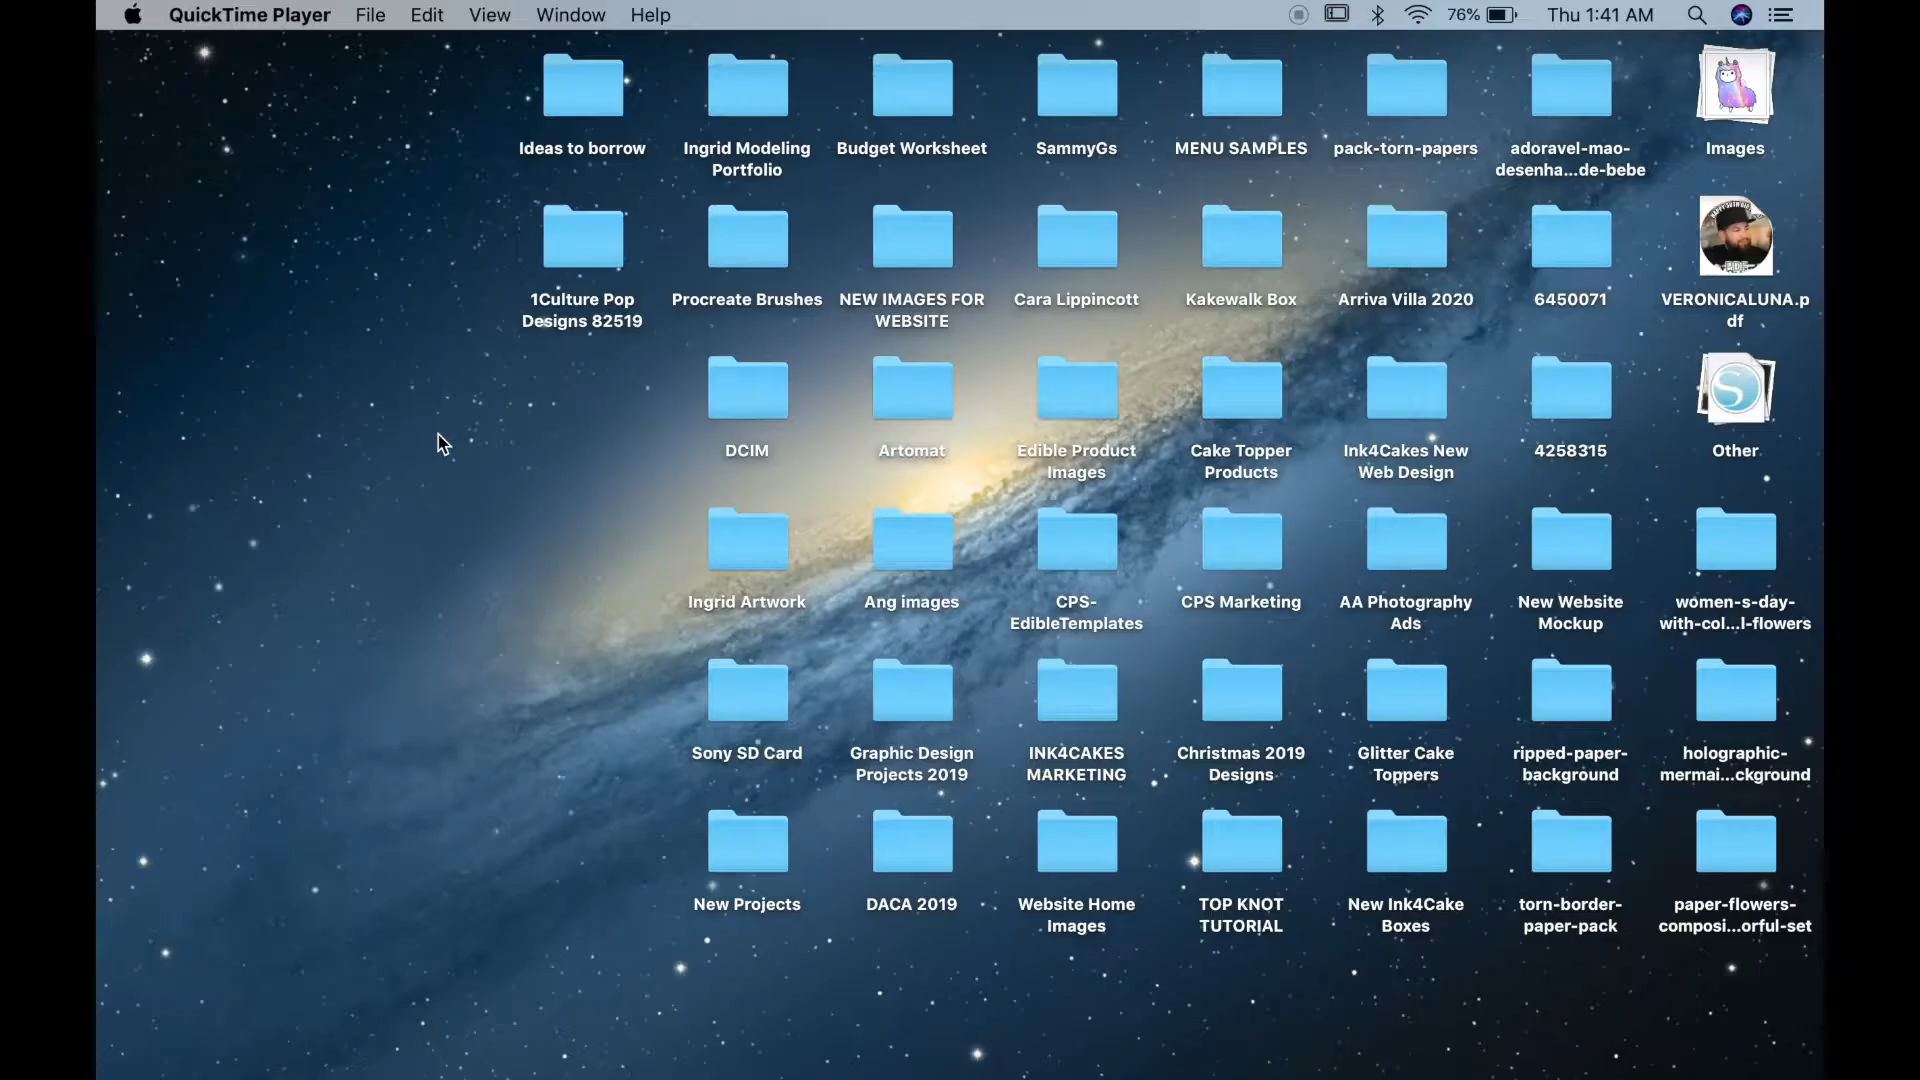 QuickTime Player File Edit View Window Help 76% Thu 1:41 AM
Ideas to borrow
Ingrid Modeling
Portfolio
Budget Worksheet
SammyGs
MENU SAMPLES
pack-torn-papers
adoravel-mao-
desenha...de-bebe
Images
1Culture Pop
Designs 82519
Procreate Brushes
NEW IMAGES FOR
WEBSITE
Cara Lippincott
Kakewalk Box
Arriva Villa 2020
6450071
VERONICALUNA.p
df
DCIM
Artomat
Edible Product
Images
Cake Topper
Products
Ink4Cakes New
Web Design
4258315
Other
Ingrid Artwork
Ang images
CPS-
EdibleTemplates
CPS Marketing
AA Photography
Ads
New Website
Mockup
women-s-day-
with-col...l-flowers
Sony SD Card
Graphic Design
Projects 2019
INK4CAKES
MARKETING
Christmas 2019
Designs
Glitter Cake
Toppers
ripped-paper-
background
holographic-
mermai...ckground
New Projects
DACA 2019
Website Home
Images
TOP KNOT
TUTORIAL
New Ink4Cake
Boxes
torn-border-
paper-pack
paper-flowers-
composi...orful-set